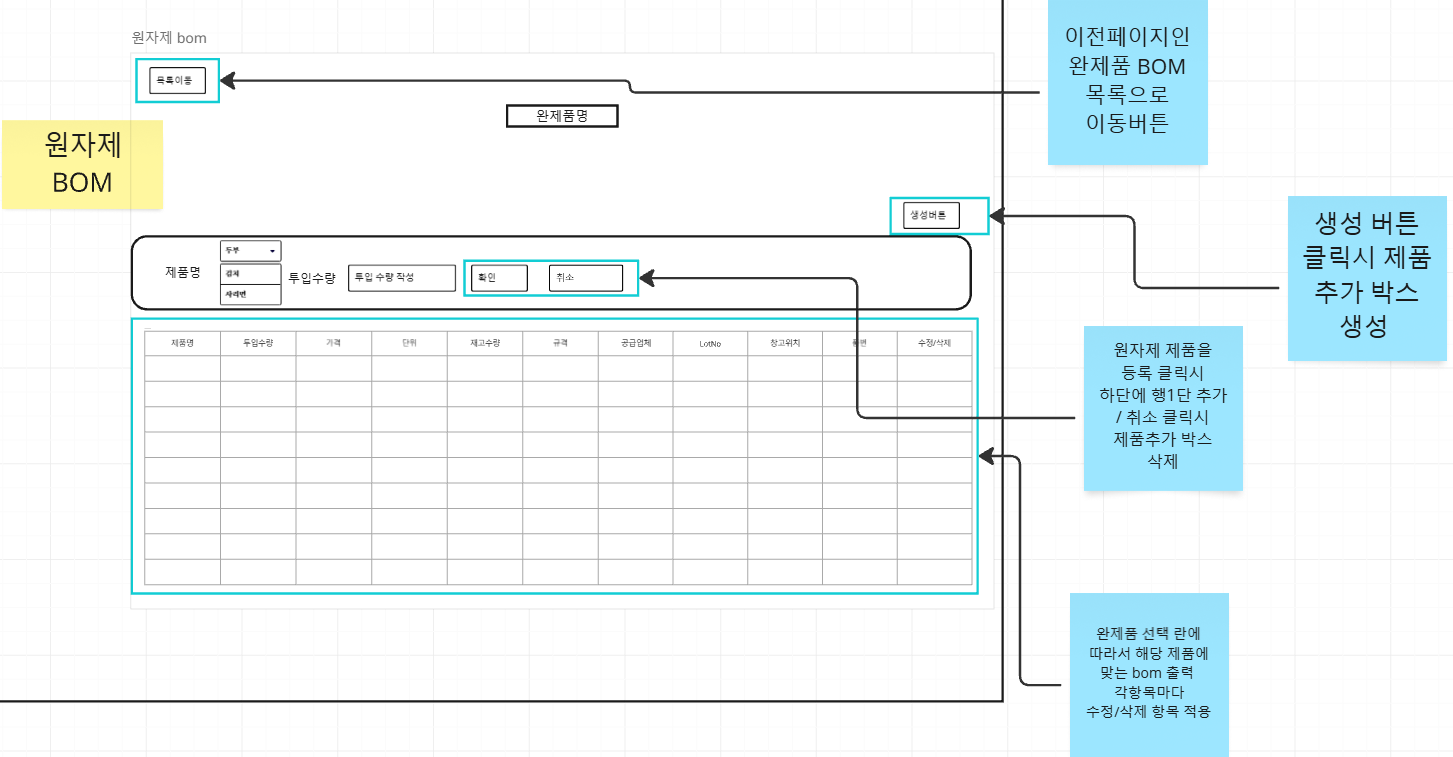 원자제 bom
목록이동
완제품명
이전페이지인
완제품 BOM
목록으로
이동버튼
원자제
BOM
생성버튼
생성 버튼
클릭시 제품
추가 박스
생성
제품명
두부
김치
사리면
투입수량
투입 수량 작성
확인
취소
제품명 투입수량 가격 단위 재고수량 규격 공급업체 LotNo 창고위치 수정/삭제
원자제 제품을
등록 클릭시
하단에 행1단 추가
/ 취소 클릭시
제품추가 박스
삭제
완제품 선택 란에
따라서 해당 제품에
맞는 bom 출력
각항목마다
수정/삭제 항목 적용